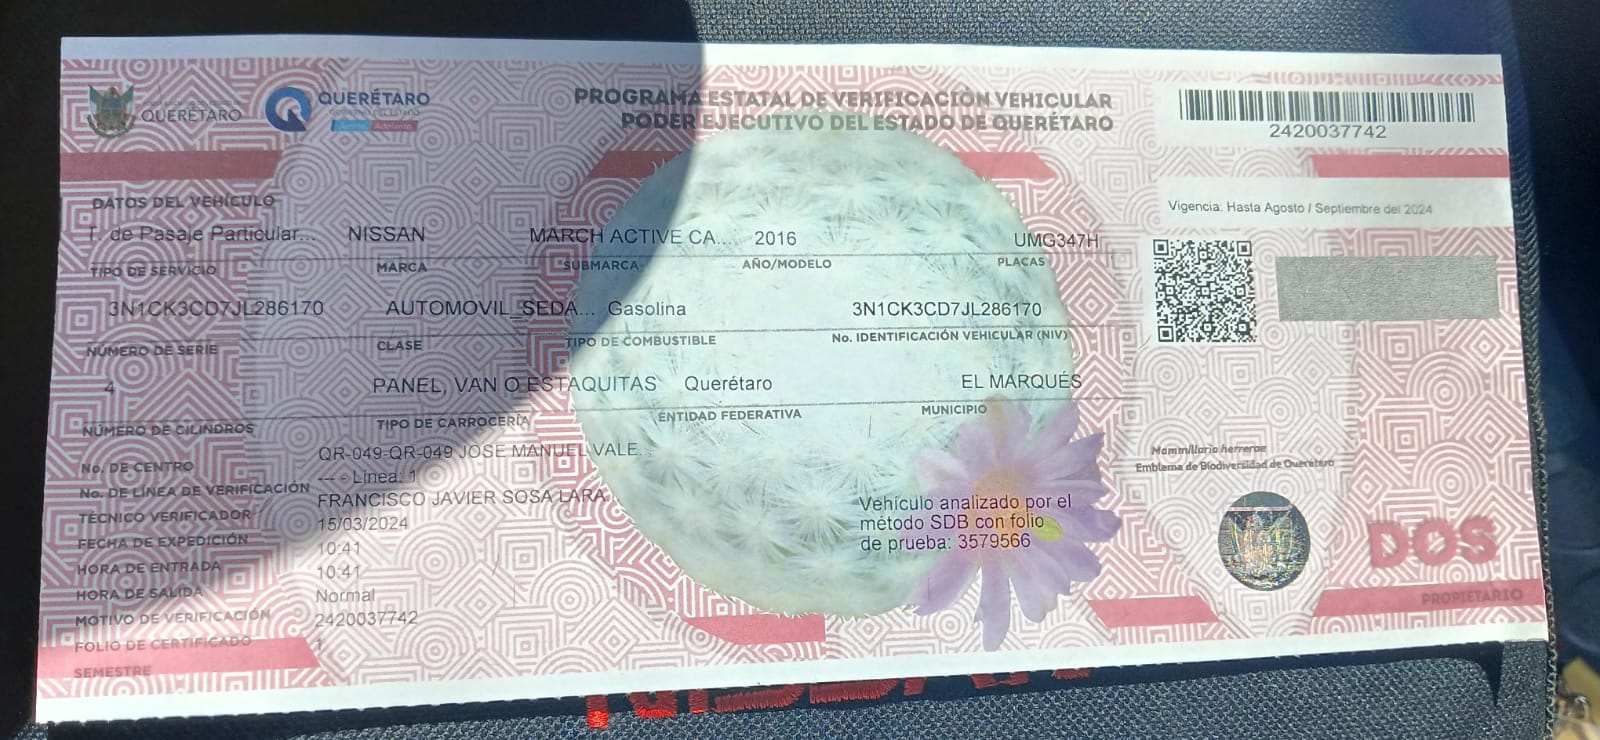 QUERÉTARO
QUERÉTARO
Juntos Adelante
PROGRAMA ESTATAL DE VERIFICACIÓN VEHICULAR
PODER EJECUTIVO DEL ESTADO DE QUERÉTARO
2420037742
DATOS DEL VEHÍCULO
Vigencia: Hasta Agosto / Septiembre del 2024
T. de Pasaje Particular... NISSAN MARCH ACTIVE CA... 2016 UMG347H
TIPO DE SERVICIO MARCA SUBMARCA AÑO/MODELO PLACAS
3N1CK3CD7JL286170 AUTOMOVIL_SEDA... Gasolina 3N1CK3CD7JL286170
NÚMERO DE SERIE CLASE TIPO DE COMBUSTIBLE No. IDENTIFICACIÓN VEHICULAR (NIV)
4 PANEL, VAN O ESTAQUITAS Querétaro EL MARQUÉS
NÚMERO DE CILINDROS TIPO DE CARROCERÍA ENTIDAD FEDERATIVA MUNICIPIO
No. DE CENTRO QR-049-QR-049 JOSE MANUEL VALE...
No. DE LÍNEA DE VERIFICACIÓN --- - Línea: 1
TÉCNICO VERIFICADOR FRANCISCO JAVIER SOSA LARA
FECHA DE EXPEDICIÓN 15/03/2024
HORA DE ENTRADA 10:41
HORA DE SALIDA 10:41
MOTIVO DE VERIFICACIÓN Normal
FOLIO DE CERTIFICADO 2420037742
SEMESTRE 1
Vehículo analizado por el
método SDB con folio
de prueba: 3579566
Mammillaria herrerae
Emblema de Biodiversidad de Querétaro
DOS
PROPIETARIO